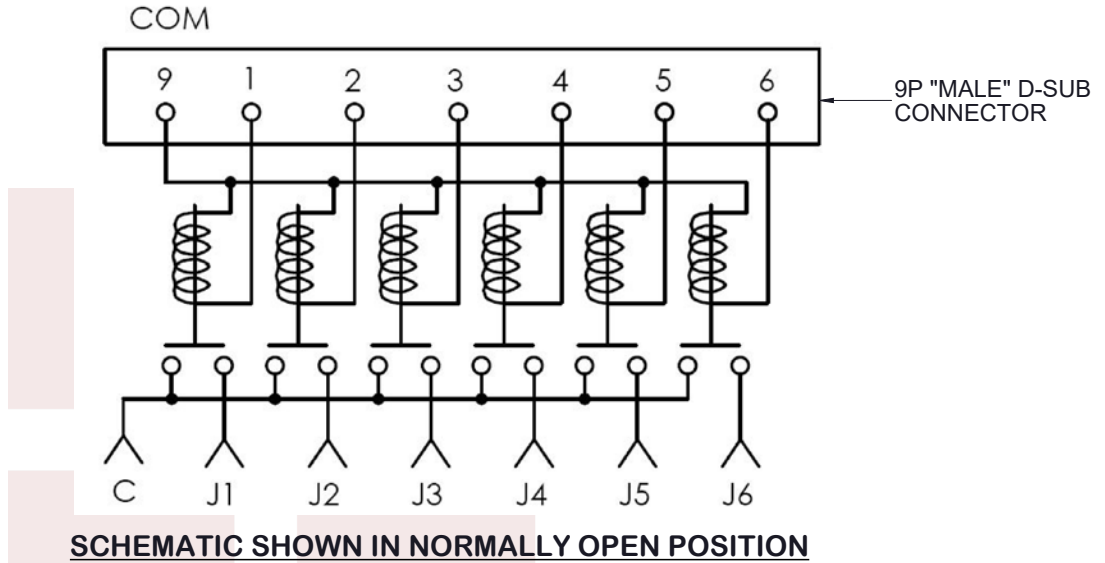 COM
9 1 2 3 4 5 6
9P "MALE" D-SUB
CONNECTOR
C J1 J2 J3 J4 J5 J6
SCHEMATIC SHOWN IN NORMALLY OPEN POSITION